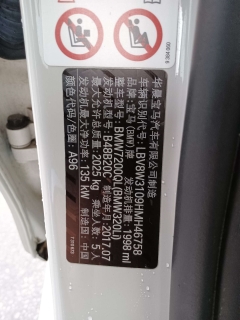 华晨宝马汽车有限公司制造
车辆识别代号: LBV8W3109HMH46758
品牌: 宝马(BMW)牌 发动机排量: 1998 ml
整车型号: BMW7200QL(BMW320Li)
发动机型号: B48B20C 制造年月: 2017.07
最大允许总质量: 2025 kg 乘坐人数: 5 人
发动机最大净功率: 135 kW 制造国: 中国
颜色代码/色差: A96